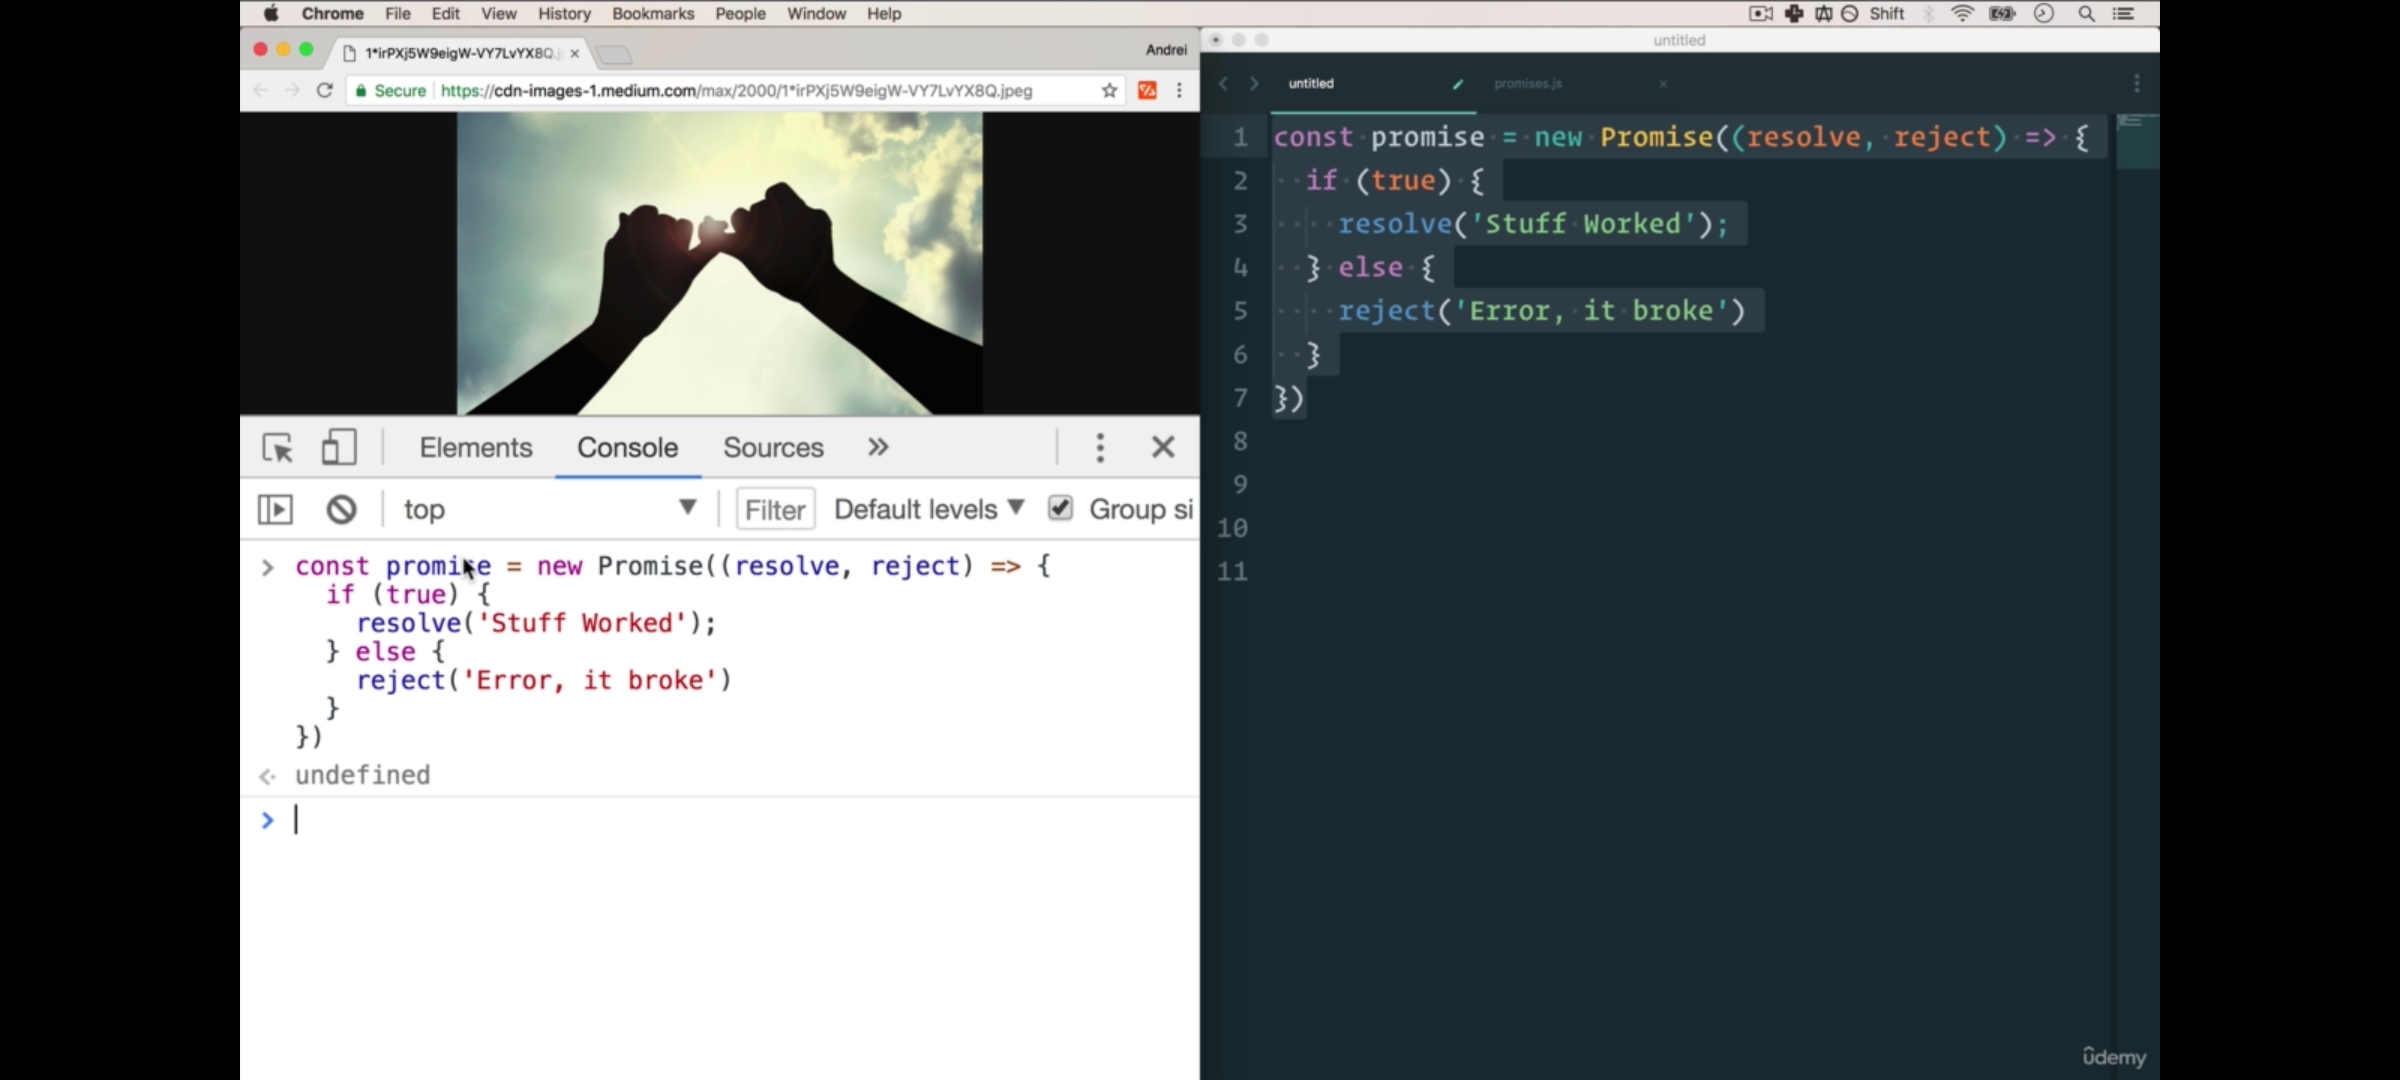 Chrome File Edit View History Bookmarks People Window Help
Shift
1*irPXj5W9eigW-VY7LvYX8Q.j
Andrei
Secure https://cdn-images-1.medium.com/max/2000/1*irPXj5W9eigW-VY7LvYX8Q.jpeg
Elements Console Sources
top Filter Default levels Group si
> const promise = new Promise((resolve, reject) => {
if (true) {
resolve('Stuff Worked');
} else {
reject('Error, it broke')
}
})
undefined
>
untitled
untitled promises.js
1 const promise = new Promise((resolve, reject) => {
2 if (true) {
3 resolve('Stuff Worked');
4 } else {
5 reject('Error, it broke')
6 }
7 })
8
9
10
11
ûdemy